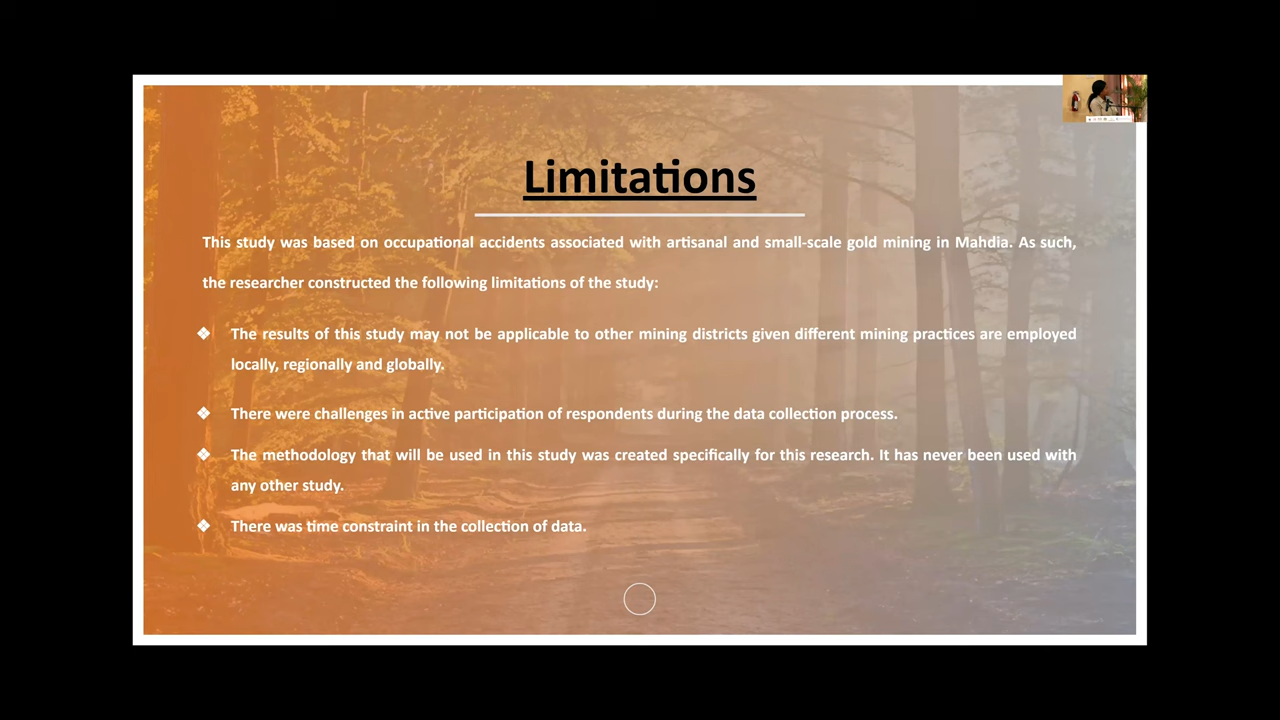 Limitations
This study was based on occupational accidents associated with artisanal and small-scale gold mining in Mahdia. As such,
the researcher constructed the following limitations of the study:
❖ The results of this study may not be applicable to other mining districts given different mining practices are employed
locally, regionally and globally.
❖ There were challenges in active participation of respondents during the data collection process.
❖ The methodology that will be used in this study was created specifically for this research. It has never been used with
any other study.
❖ There was time constraint in the collection of data.